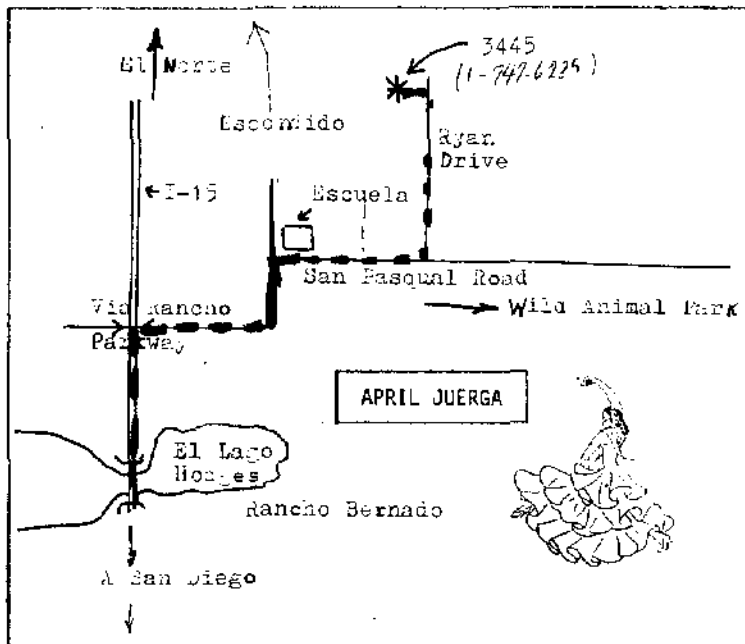 El Norte
3445
(1-747-6225)
Escondido
Ryan
Drive
I-15
Escuela
San Pasqual Road
Via Rancho
Parkway
Wild Animal Park
APRIL JUERGA
El Lago
Hodges
Rancho Bernado
A San Diego